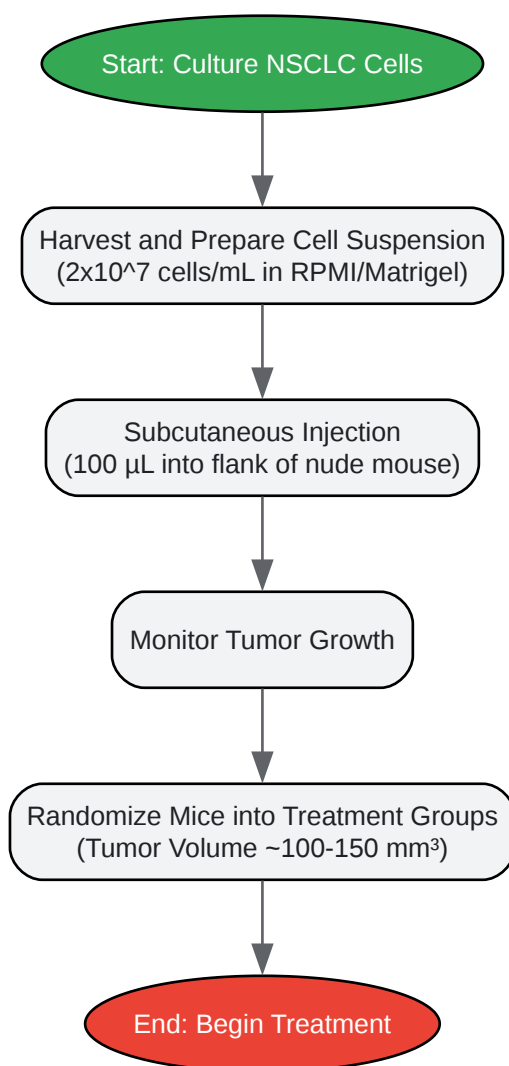 Start: Culture NSCLC Cells
Harvest and Prepare Cell Suspension
(2x10^7 cells/mL in RPMI/Matrigel)
Subcutaneous Injection
(100 µL into flank of nude mouse)
Monitor Tumor Growth
Randomize Mice into Treatment Groups
(Tumor Volume ~100-150 mm³)
End: Begin Treatment